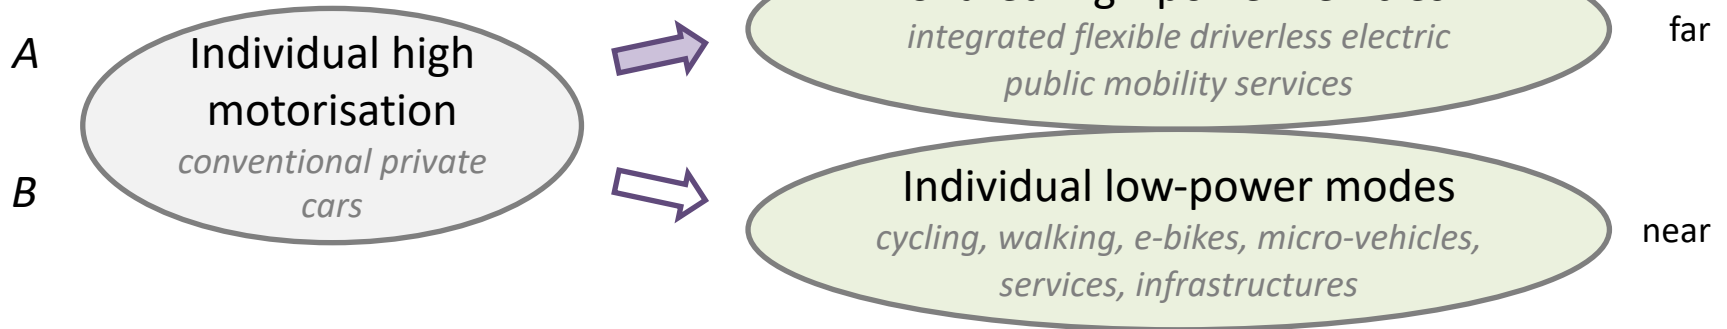 A
Individual high
motorisation
conventional private
cars
B
integrated flexible driverless electric
public mobility services
far
Individual low-power modes
cycling, walking, e-bikes, micro-vehicles,
services, infrastructures
near